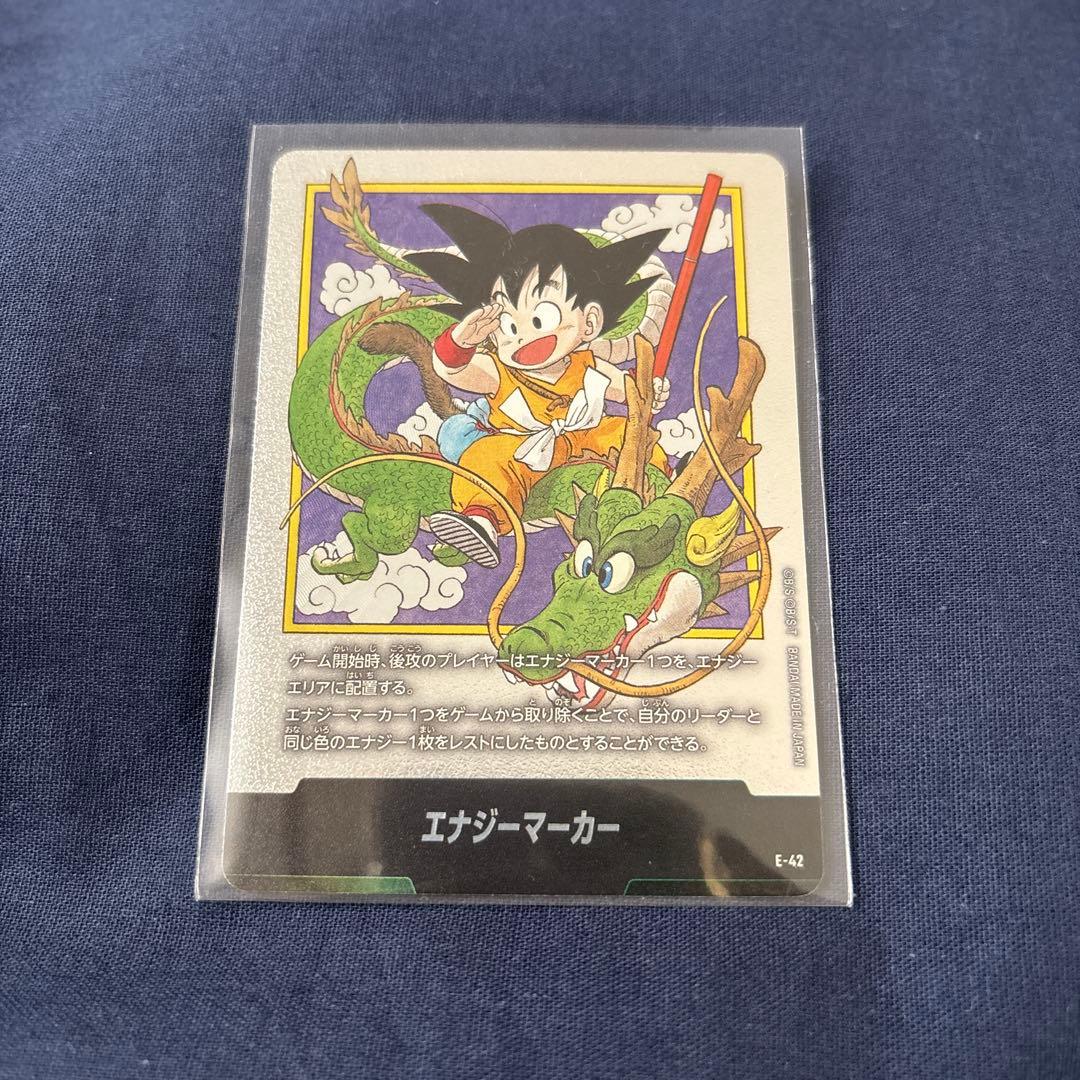 ゲーム開始時、後攻のプレイヤーはエナジーマーカー1つを、エナジー
エリアに配置する。
エナジーマーカー1つをゲームから取り除くことで、自分のリーダーと
同じ色のエナジー1枚をレストにしたものとすることができる。
©B/S ©B/S・T BANDAI MADE IN JAPAN
エナジーマーカー
E-42